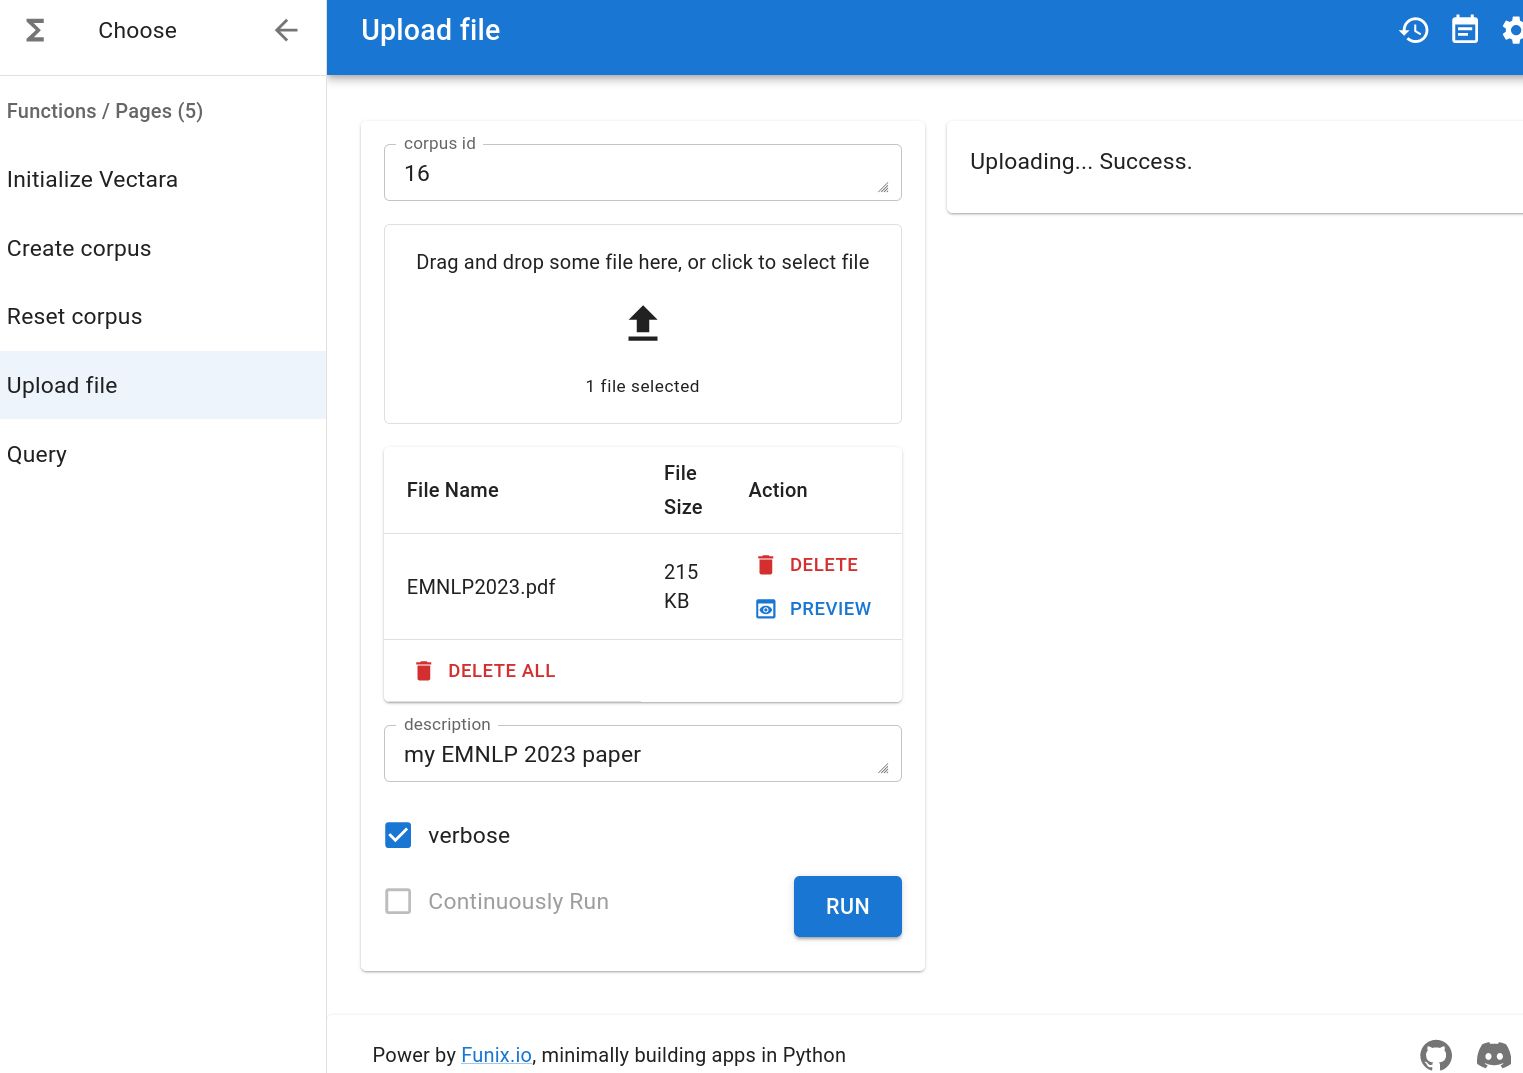 Choose
Functions / Pages (5)
Initialize Vectara
Create corpus
Reset corpus
Upload file
Query
Upload file
corpus id
16
Drag and drop some file here, or click to select file
1 file selected
File Name
File
Size
Action
EMNLP2023.pdf
215
KB
DELETE
PREVIEW
DELETE ALL
description
my EMNLP 2023 paper
verbose
Continuously Run
RUN
Uploading... Success.
Power by Funix.io, minimally building apps in Python